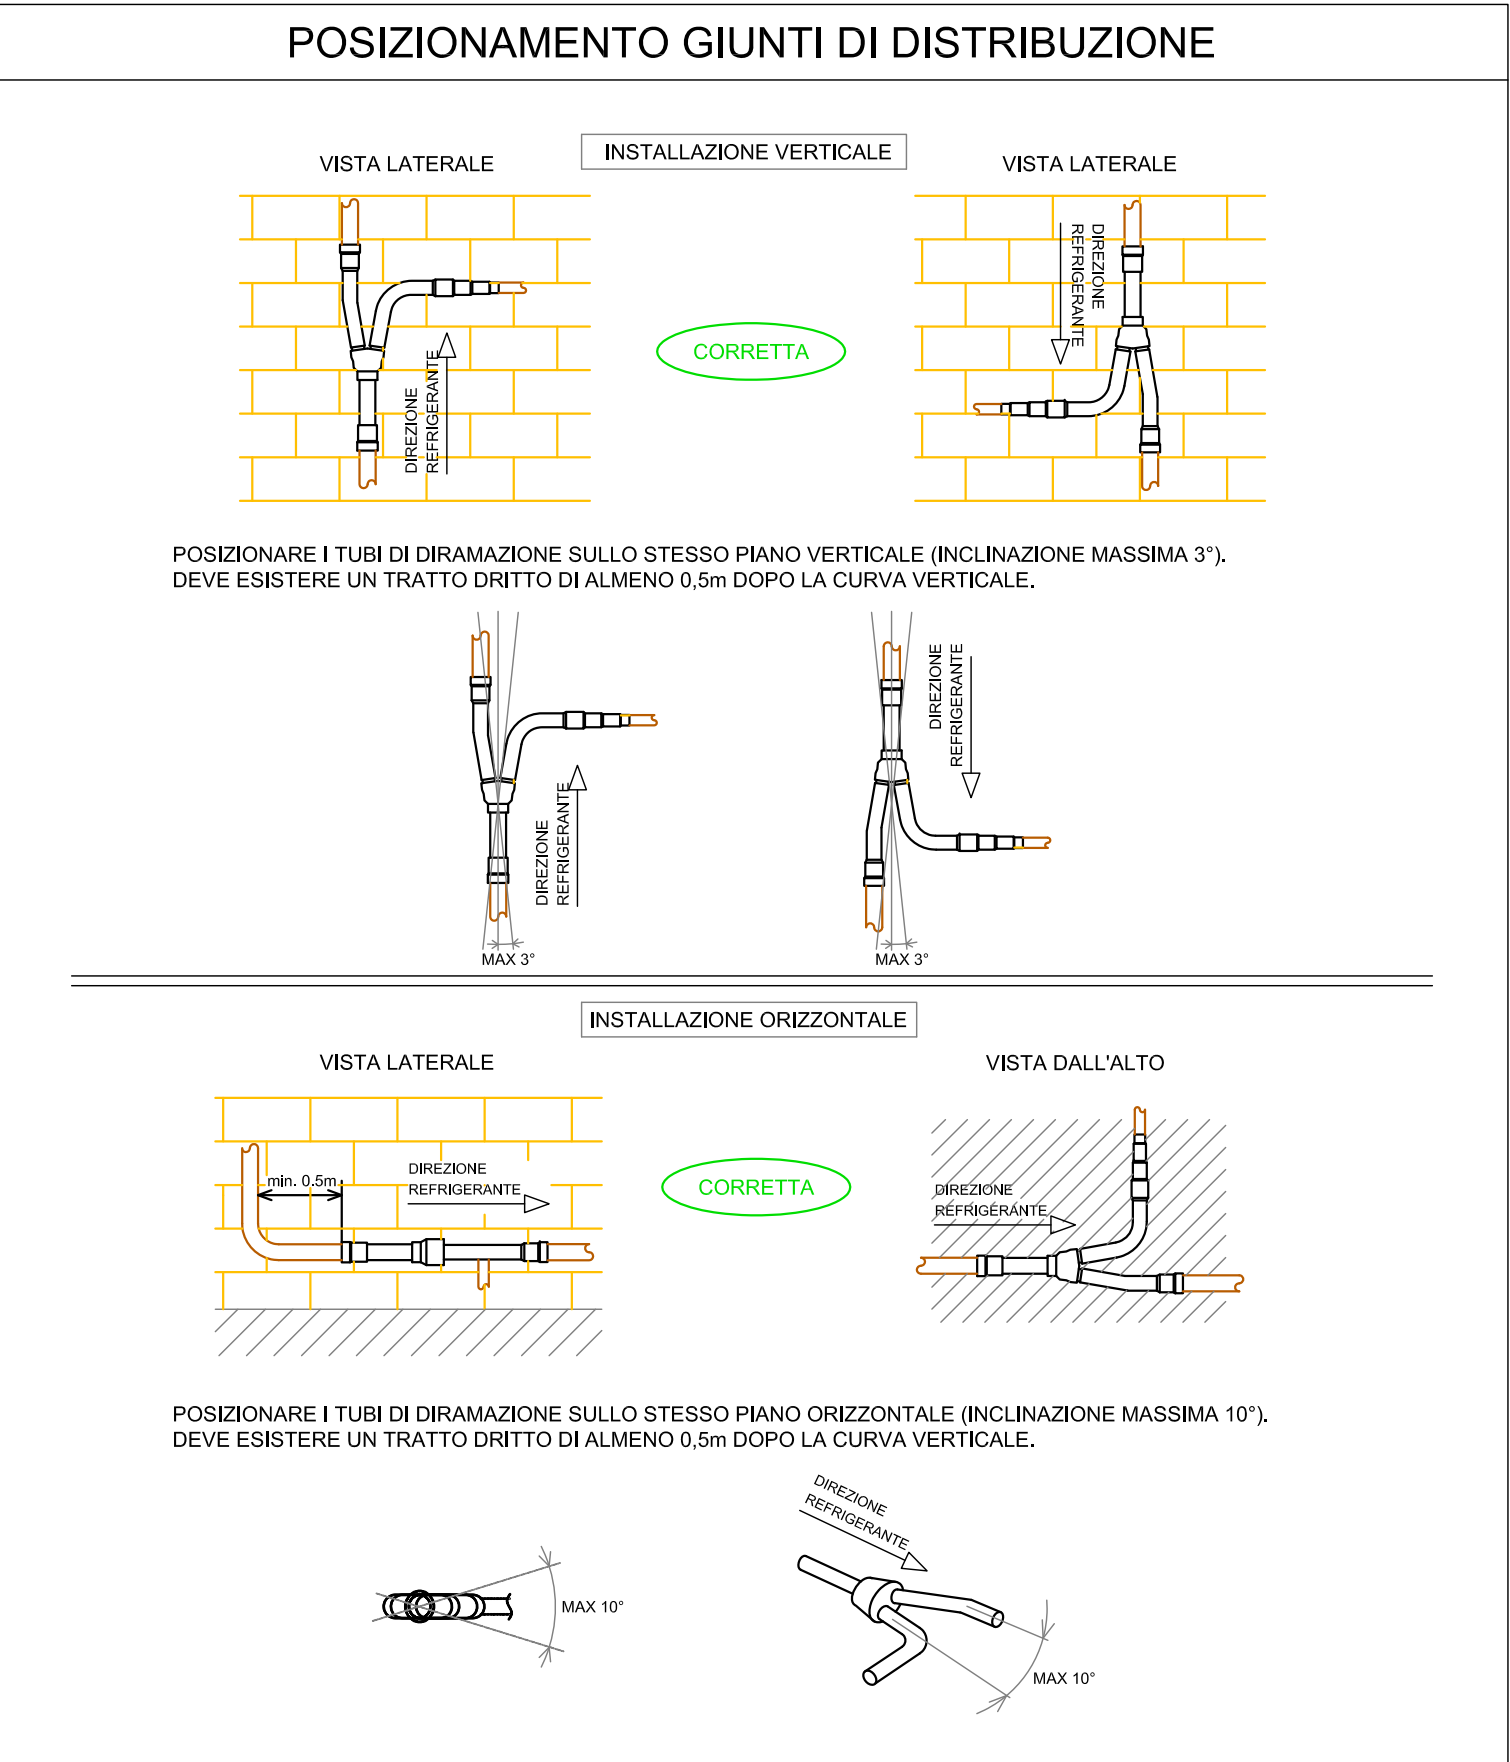 POSIZIONAMENTO GIUNTI DI DISTRIBUZIONE
INSTALLAZIONE VERTICALE
VISTA LATERALE
VISTA LATERALE
DIREZIONE
REFRIGERANTE
CORRETTA
DIREZIONE
REFRIGERANTE
POSIZIONARE I TUBI DI DIRAMAZIONE SULLO STESSO PIANO VERTICALE (INCLINAZIONE MASSIMA 3°).
DEVE ESISTERE UN TRATTO DRITTO DI ALMENO 0,5m DOPO LA CURVA VERTICALE.
DIREZIONE
REFRIGERANTE
MAX 3°
DIREZIONE
REFRIGERANTE
MAX 3°
INSTALLAZIONE ORIZZONTALE
VISTA LATERALE
VISTA DALL'ALTO
min. 0.5m
DIREZIONE
REFRIGERANTE
CORRETTA
DIREZIONE
REFRIGERANTE
POSIZIONARE I TUBI DI DIRAMAZIONE SULLO STESSO PIANO ORIZZONTALE (INCLINAZIONE MASSIMA 10°).
DEVE ESISTERE UN TRATTO DRITTO DI ALMENO 0,5m DOPO LA CURVA VERTICALE.
MAX 10°
DIREZIONE
REFRIGERANTE
MAX 10°